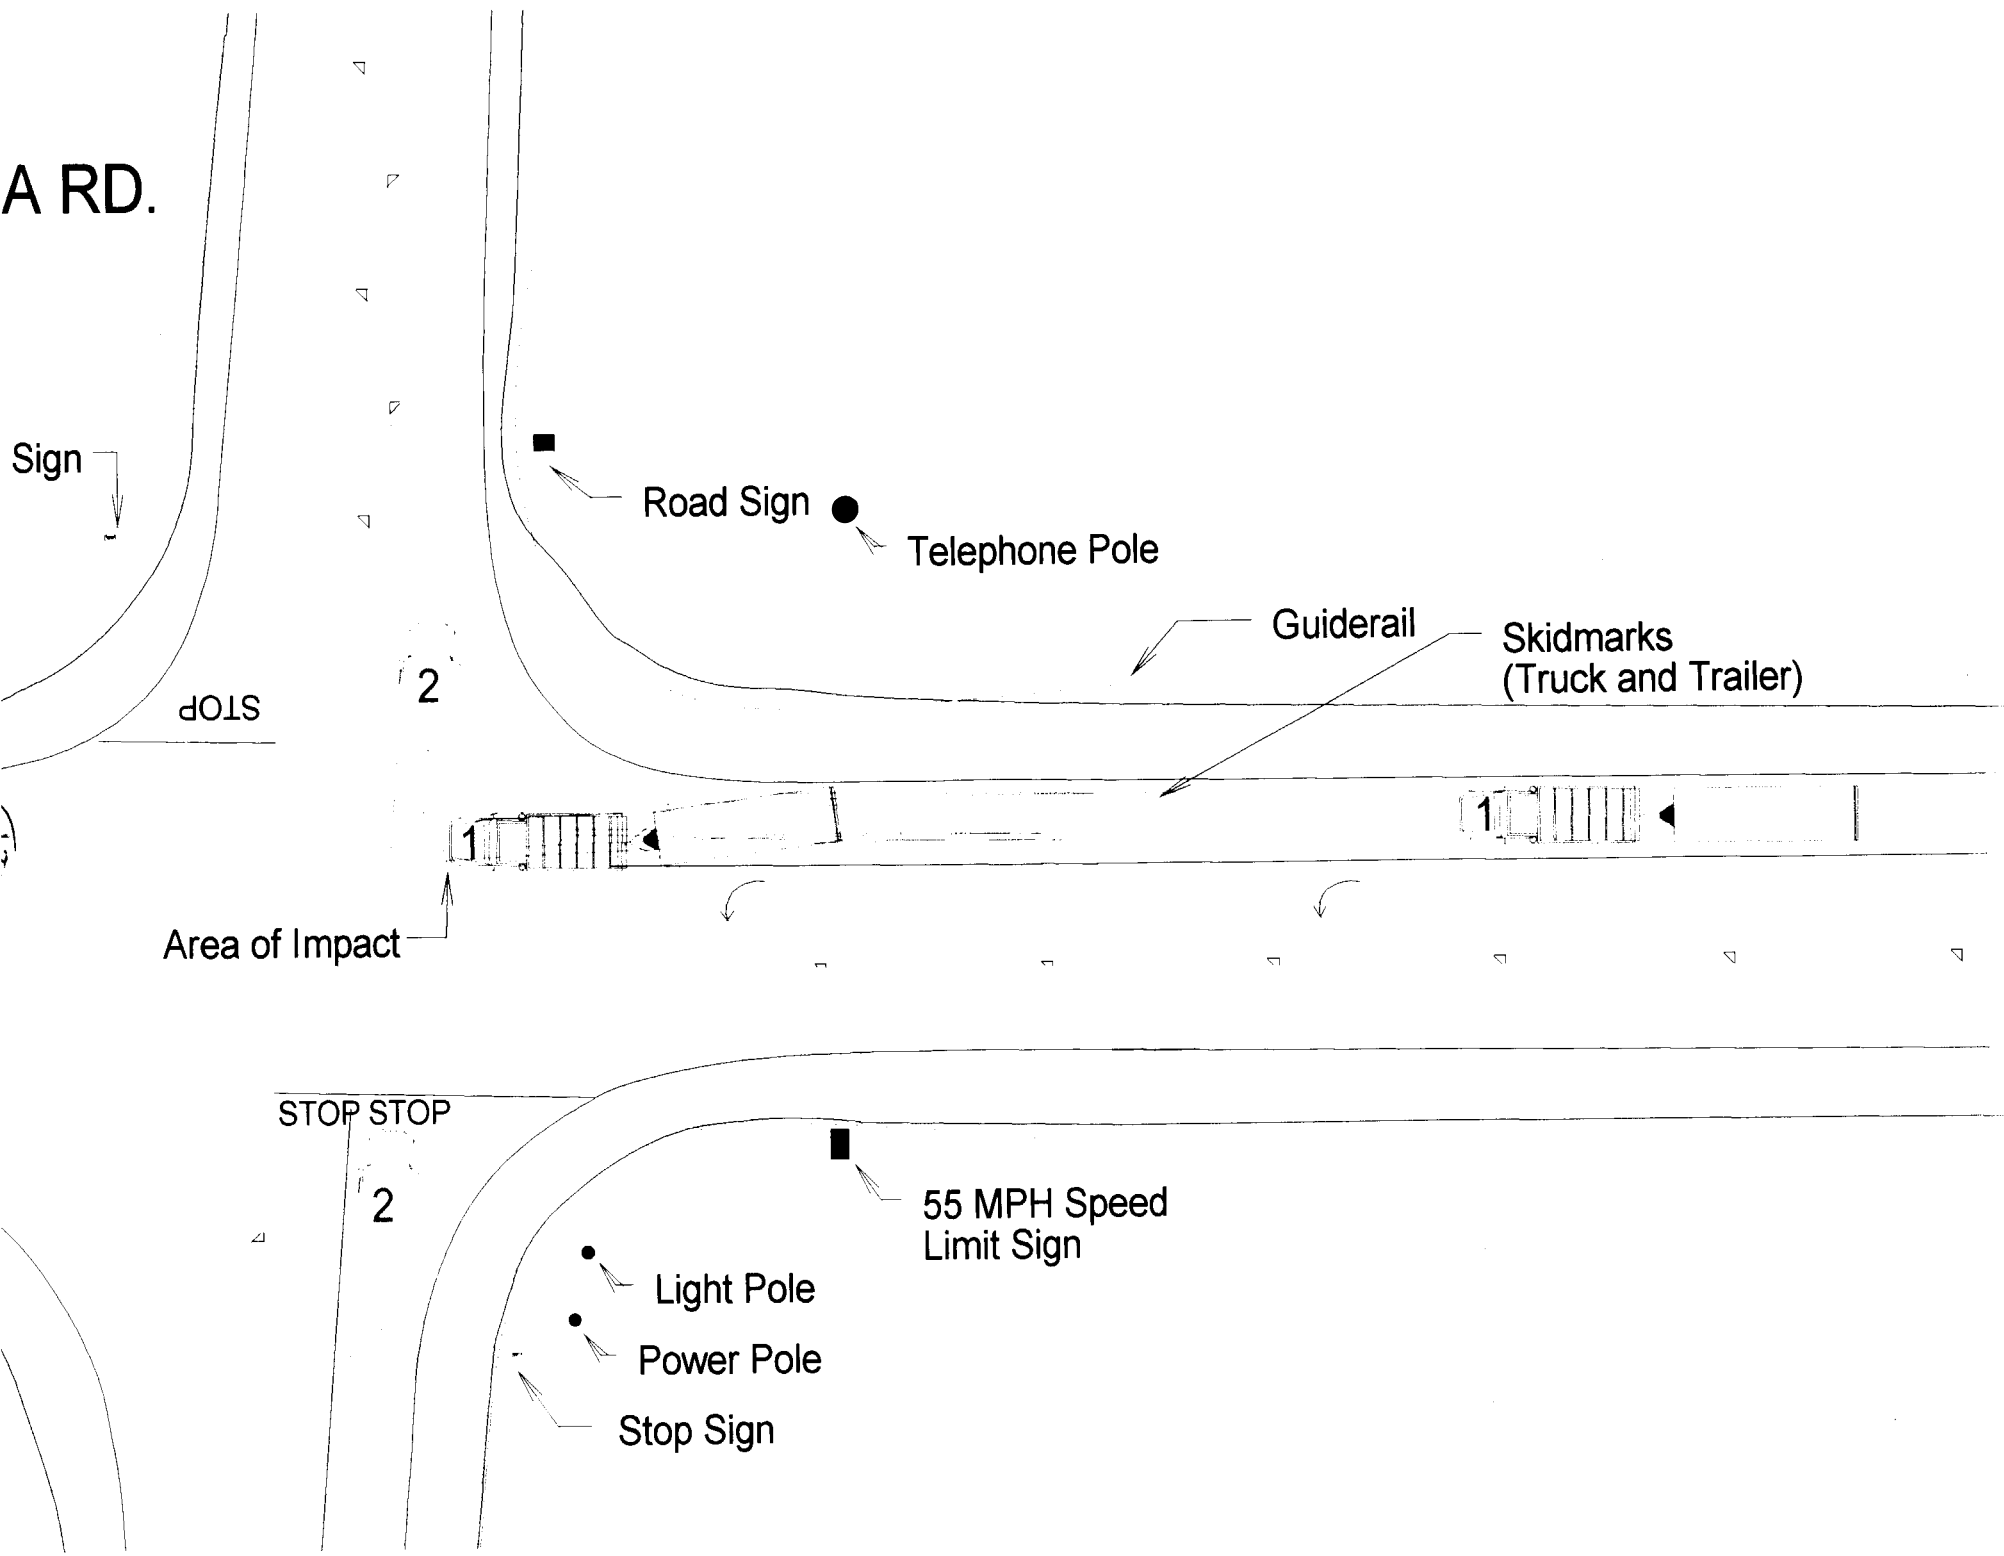 A RD.
Sign
Road Sign
Telephone Pole
Guiderail
Skidmarks
(Truck and Trailer)
2
STOP
1
1
Area of Impact
STOP STOP
2
55 MPH Speed
Limit Sign
Light Pole
Power Pole
Stop Sign